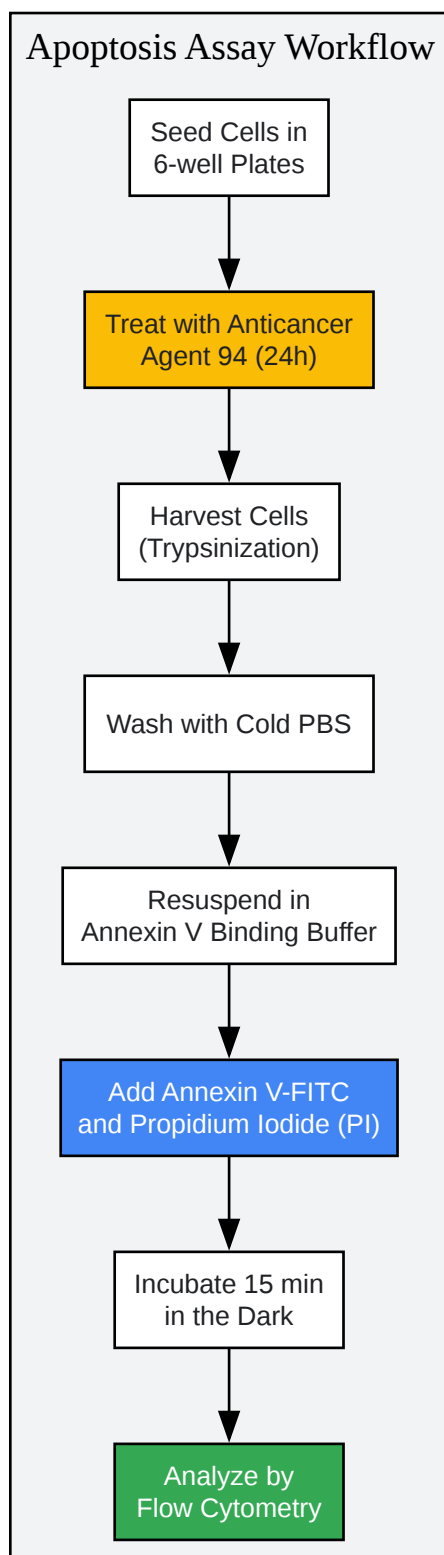 Apoptosis Assay Workflow
Seed Cells in
6-well Plates
Treat with Anticancer
Agent 94 (24h)
Harvest Cells
(Trypsinization)
Wash with Cold PBS
Resuspend in
Annexin V Binding Buffer
Add Annexin V-FITC
and Propidium Iodide (PI)
Incubate 15 min
in the Dark
Analyze by
Flow Cytometry